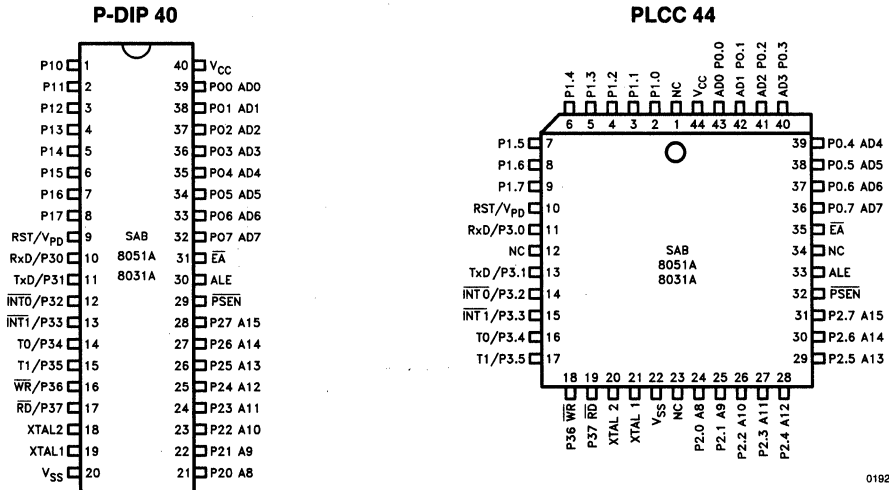 P-DIP 40
P10 1 40 VCC
P11 2 39 P00 AD0
P12 3 38 P01 AD1
P13 4 37 P02 AD2
P14 5 36 P03 AD3
P15 6 35 P04 AD4
P16 7 34 P05 AD5
P17 8 33 P06 AD6
RST/VPD 9 SAB 32 P07 AD7
RxD/P30 10 8051A 31 EA
TxD/P31 11 8031A 30 ALE
INT0/P32 12 29 PSEN
INT1/P33 13 28 P27 A15
T0/P34 14 27 P26 A14
T1/P35 15 26 P25 A13
WR/P36 16 25 P24 A12
RD/P37 17 24 P23 A11
XTAL2 18 23 P22 A10
XTAL1 19 22 P21 A9
VSS 20 21 P20 A8
PLCC 44
P1.4 P1.3 P1.2 P1.1 P1.0 NC VCC AD0 P0.0 AD1 P0.1 AD2 P0.2 AD3 P0.3
6 5 4 3 2 1 44 43 42 41 40
P1.5 7 39 P0.4 AD4
P1.6 8 38 P0.5 AD5
P1.7 9 37 P0.6 AD6
RST/VPD 10 36 P0.7 AD7
RxD/P3.0 11 35 EA
NC 12 SAB 34 NC
TxD/P3.1 13 8051A 33 ALE
8031A
INT0/P3.2 14 32 PSEN
INT1/P3.3 15 31 P2.7 A15
T0/P3.4 16 30 P2.6 A14
T1/P3.5 17 29 P2.5 A13
18 19 20 21 22 23 24 25 26 27 28
P36 WR P37 RD XTAL 2 XTAL 1 VSS NC P2.0 A8 P2.1 A9 P2.2 A10 P2.3 A11 P2.4 A12
0192